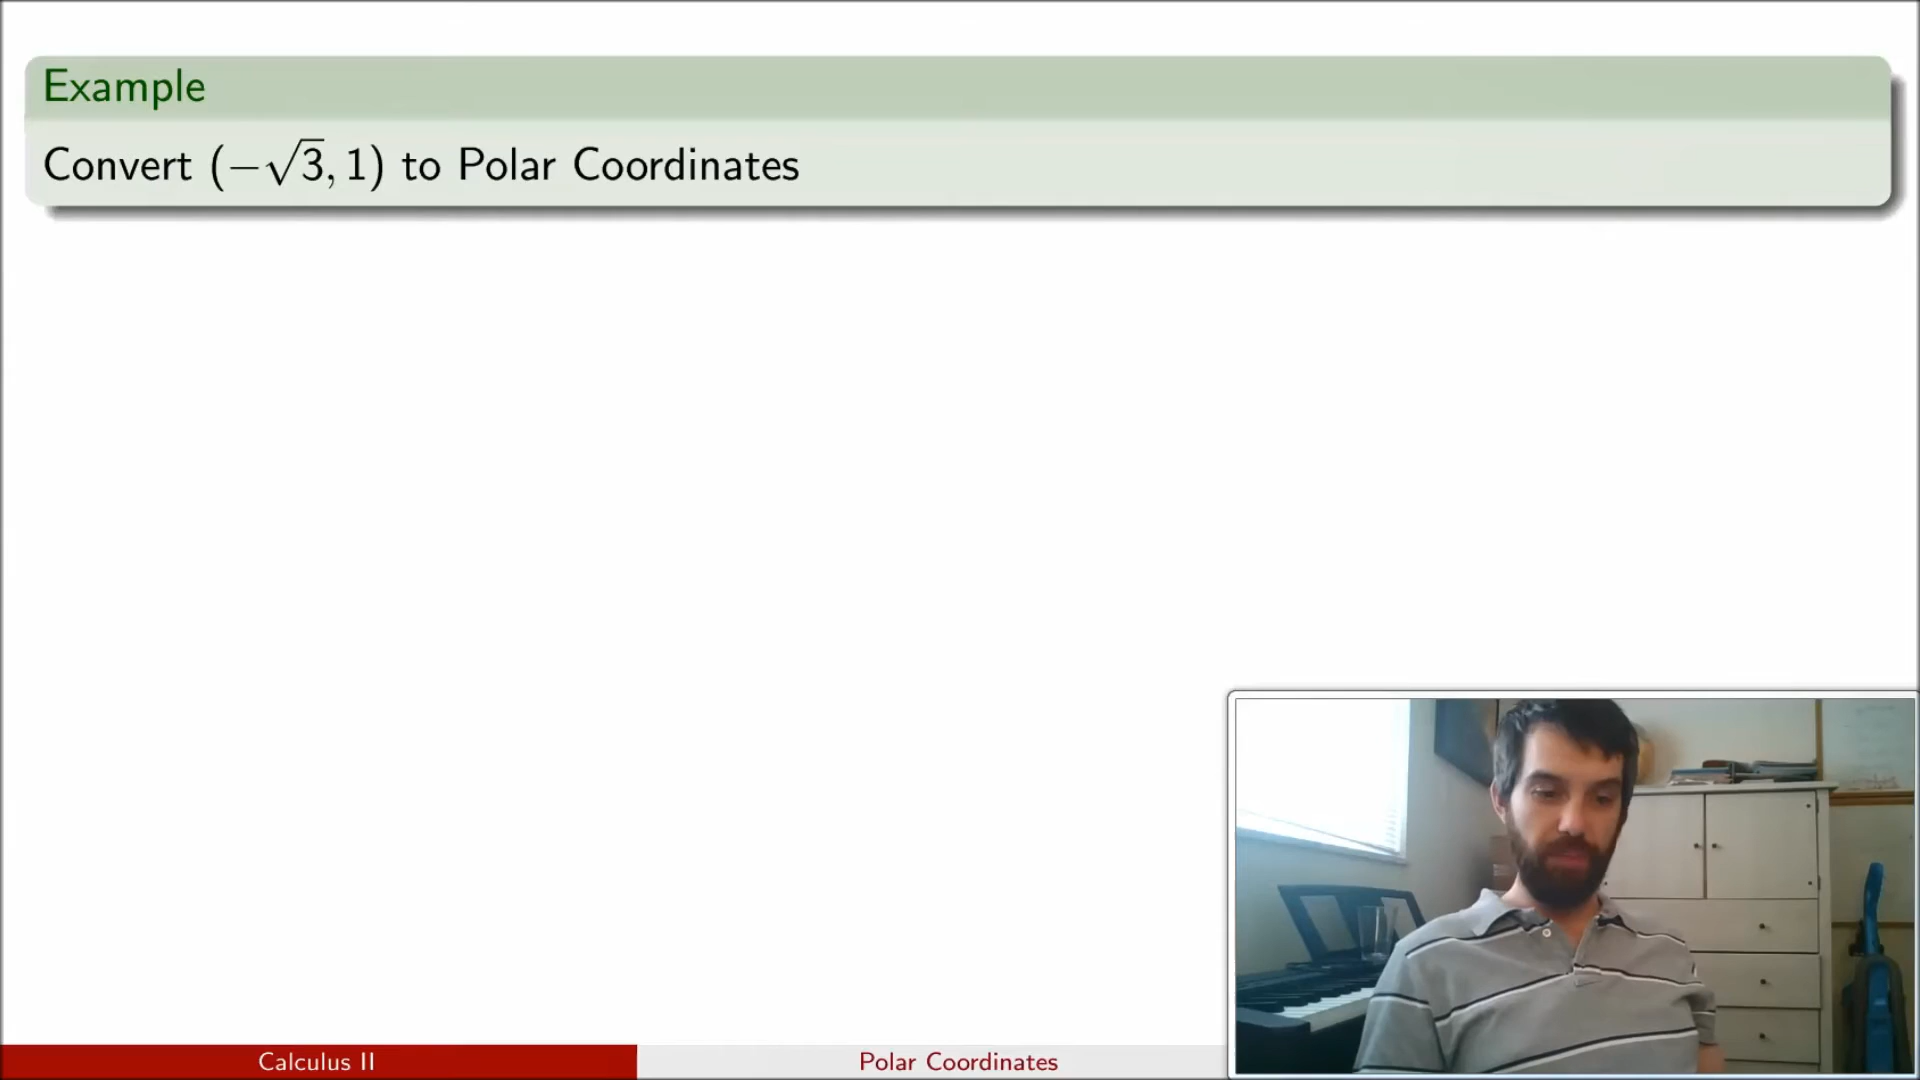 Example
Convert (−√3, 1) to Polar Coordinates
Calculus II
Polar Coordinates